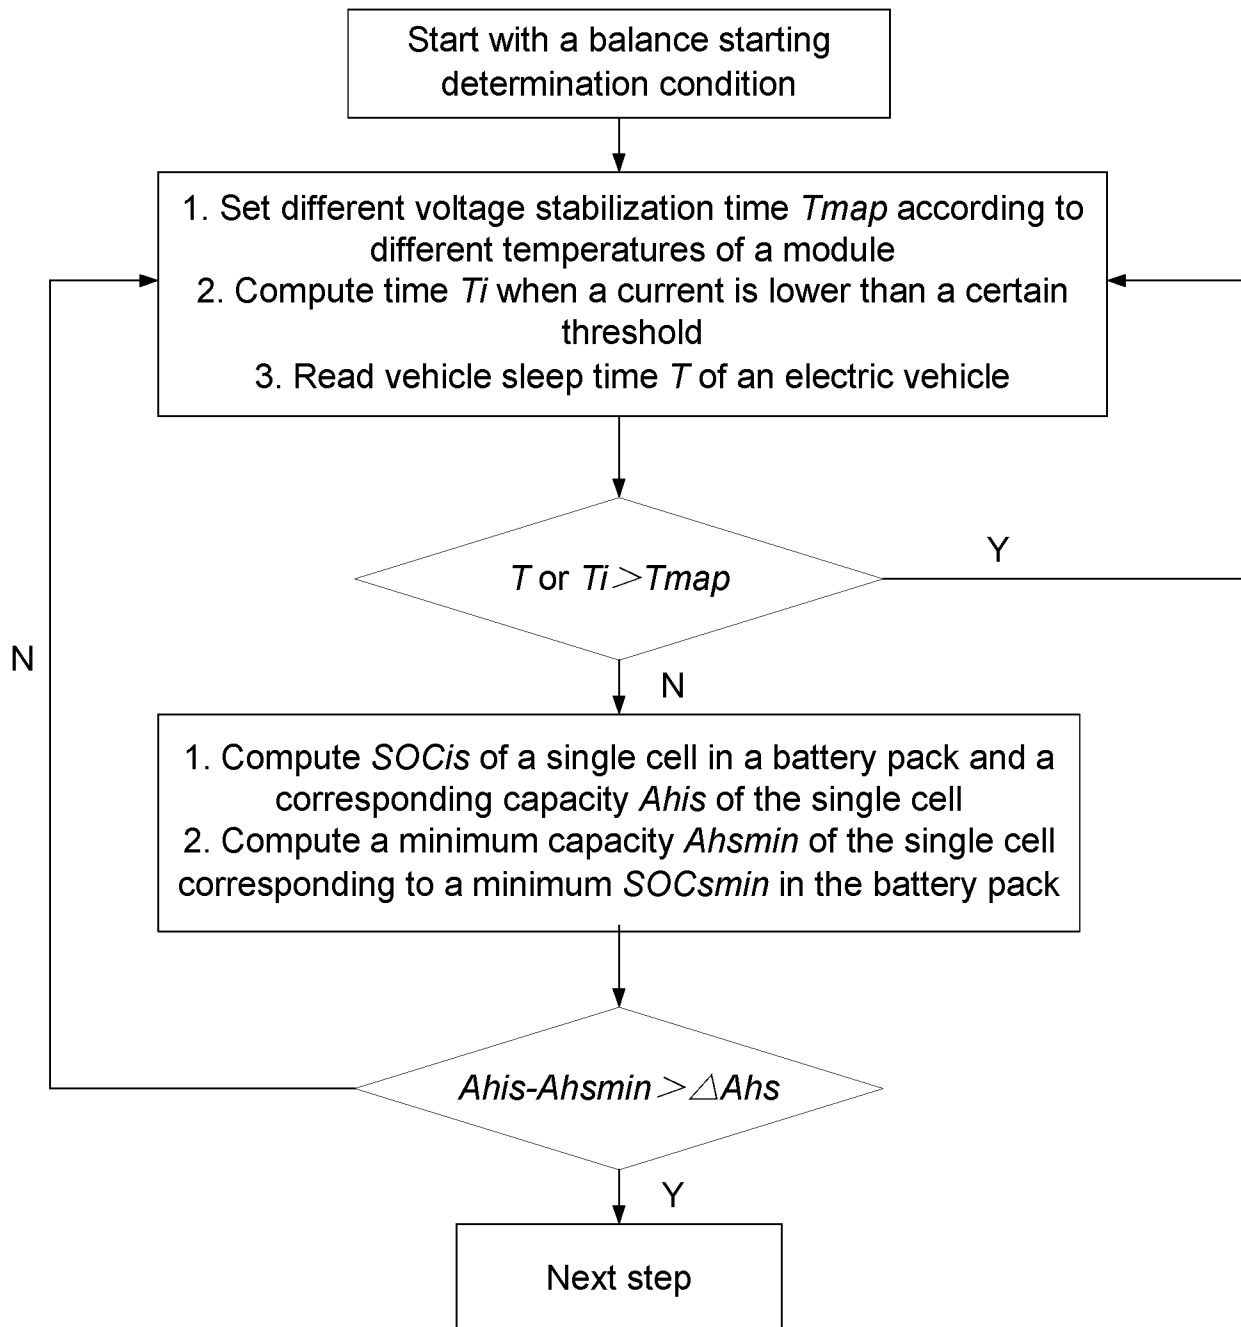 Start with a balance starting
determination condition
1. Set different voltage stabilization time Tmap according to
different temperatures of a module
2. Compute time Ti when a current is lower than a certain
threshold
3. Read vehicle sleep time T of an electric vehicle
T or Ti＞Tmap
Y
N
N
1. Compute SOCis of a single cell in a battery pack and a
corresponding capacity Ahis of the single cell
2. Compute a minimum capacity Ahsmin of the single cell
corresponding to a minimum SOCsmin in the battery pack
Ahis-Ahsmin＞△Ahs
Y
Next step